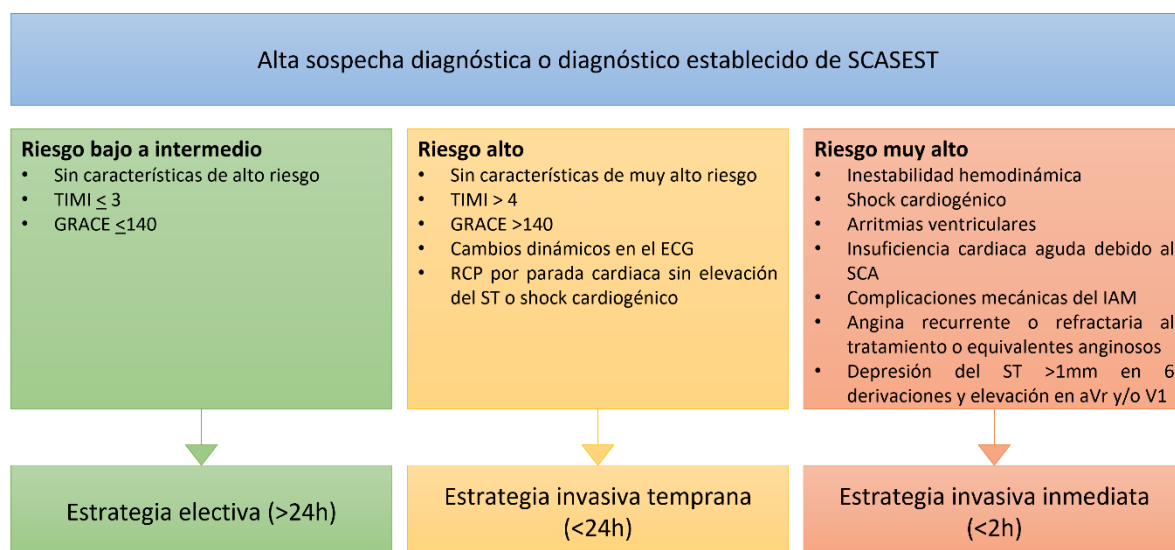 Alta sospecha diagnóstica o diagnóstico establecido de SCASEST
Riesgo bajo a intermedio
• Sin características de alto riesgo
• TIMI ≤ 3
• GRACE ≤140
Riesgo alto
• Sin características de muy alto riesgo
• TIMI > 4
• GRACE >140
• Cambios dinámicos en el ECG
• RCP por parada cardiaca sin elevación
del ST o shock cardiogénico
Riesgo muy alto
• Inestabilidad hemodinámica
• Shock cardiogénico
• Arritmias ventriculares
• Insuficiencia cardiaca aguda debido al
SCA
• Complicaciones mecánicas del IAM
• Angina recurrente o refractaria al
tratamiento o equivalentes anginosos
• Depresión del ST >1mm en 6
derivaciones y elevación en aVr y/o V1
Estrategia electiva (>24h)
Estrategia invasiva temprana
(<24h)
Estrategia invasiva inmediata
(<2h)